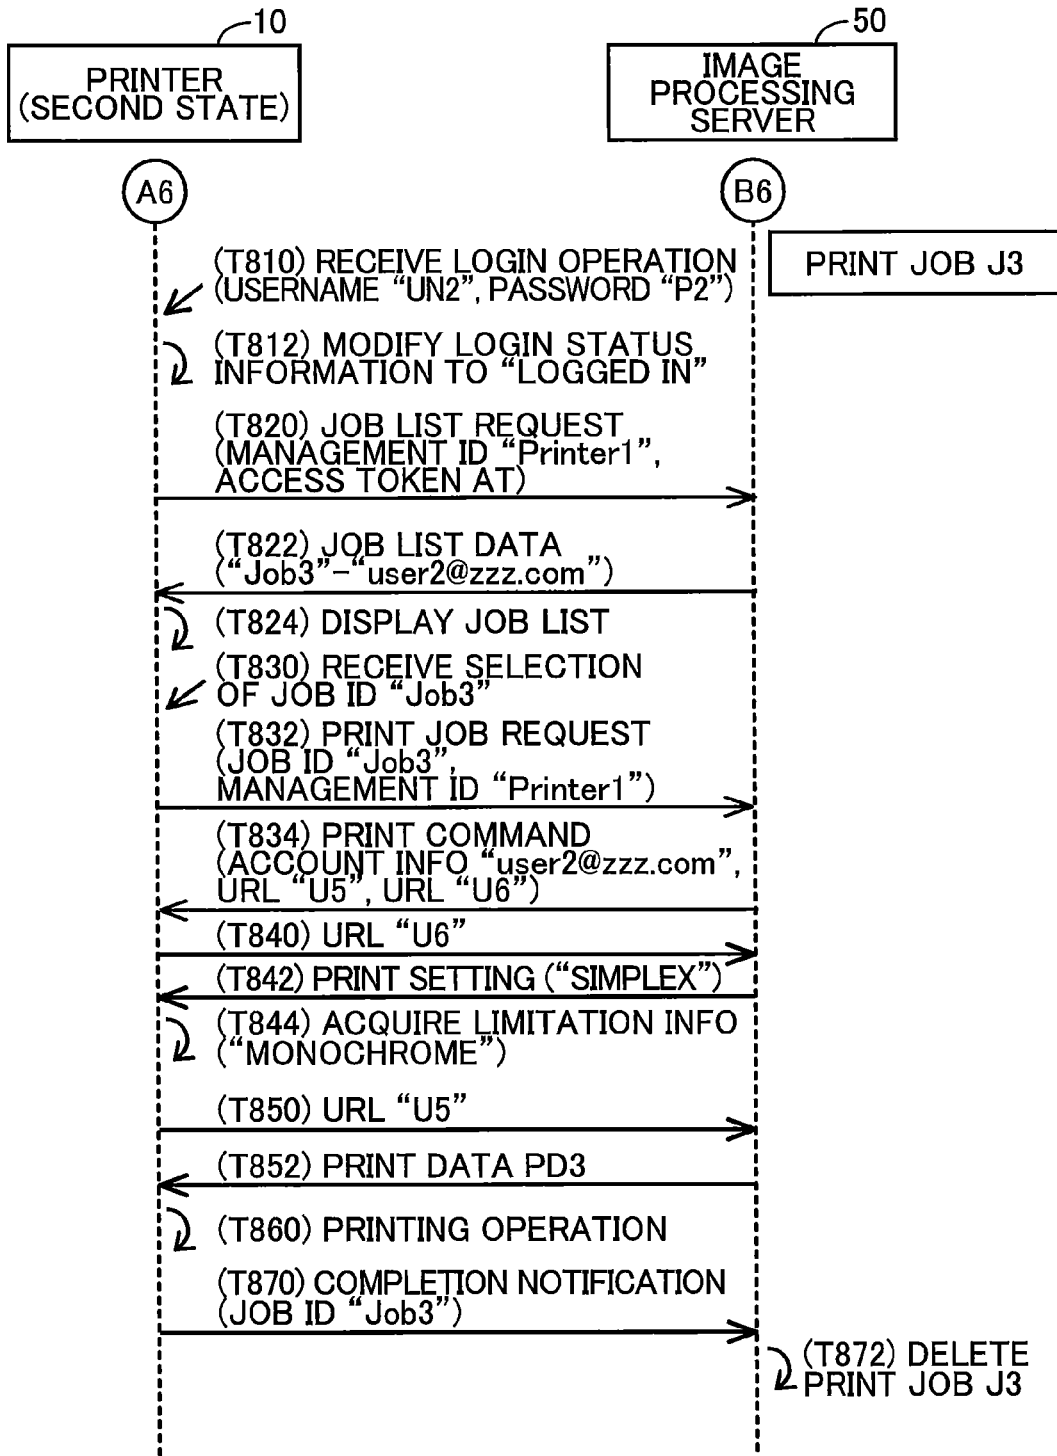 10
50
PRINTER
(SECOND STATE)
IMAGE
PROCESSING
SERVER
A6
B6
PRINT JOB J3
(T810) RECEIVE LOGIN OPERATION
(USERNAME “UN2”, PASSWORD “P2”)
(T812) MODIFY LOGIN STATUS
INFORMATION TO “LOGGED IN”
(T820) JOB LIST REQUEST
(MANAGEMENT ID “Printer1”,
ACCESS TOKEN AT)
(T822) JOB LIST DATA
(“Job3”-“user2@zzz.com”)
(T824) DISPLAY JOB LIST
(T830) RECEIVE SELECTION
OF JOB ID “Job3”
(T832) PRINT JOB REQUEST
(JOB ID “Job3”,
MANAGEMENT ID “Printer1”)
(T834) PRINT COMMAND
(ACCOUNT INFO “user2@zzz.com”,
URL “U5”, URL “U6”)
(T840) URL “U6”
(T842) PRINT SETTING (“SIMPLEX”)
(T844) ACQUIRE LIMITATION INFO
(“MONOCHROME”)
(T850) URL “U5”
(T852) PRINT DATA PD3
(T860) PRINTING OPERATION
(T870) COMPLETION NOTIFICATION
(JOB ID “Job3”)
(T872) DELETE
PRINT JOB J3